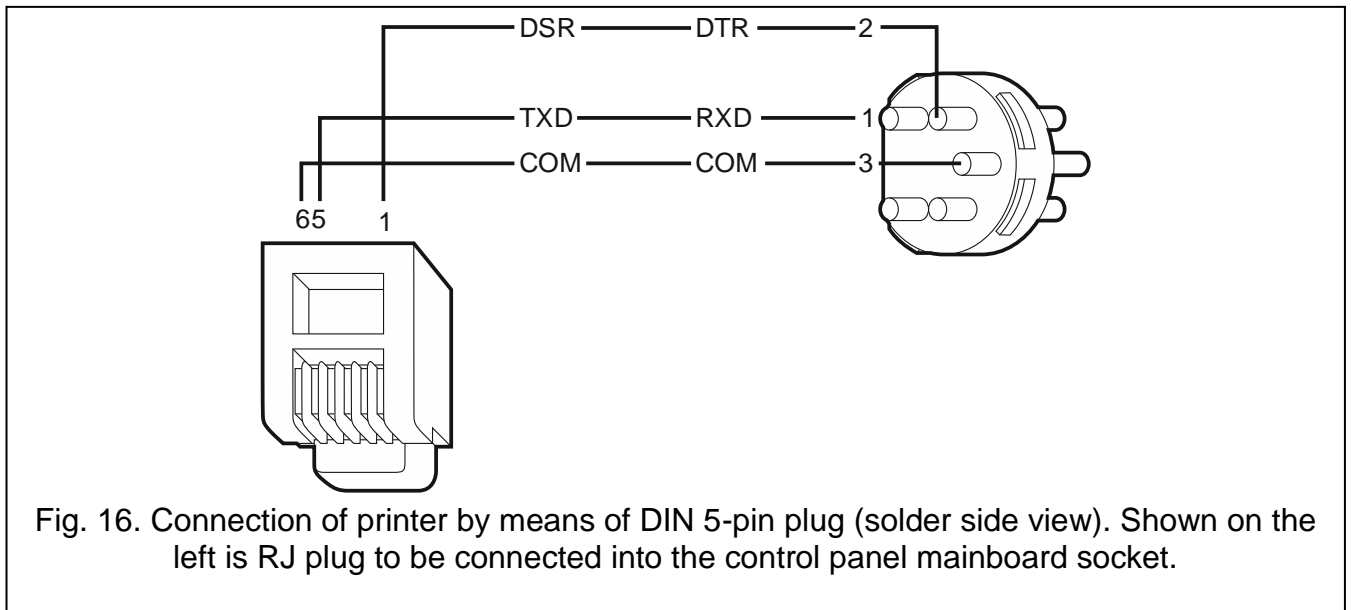 DSR DTR 2
TXD RXD 1
COM COM 3
65 1
Fig. 16. Connection of printer by means of DIN 5-pin plug (solder side view). Shown on the
left is RJ plug to be connected into the control panel mainboard socket.